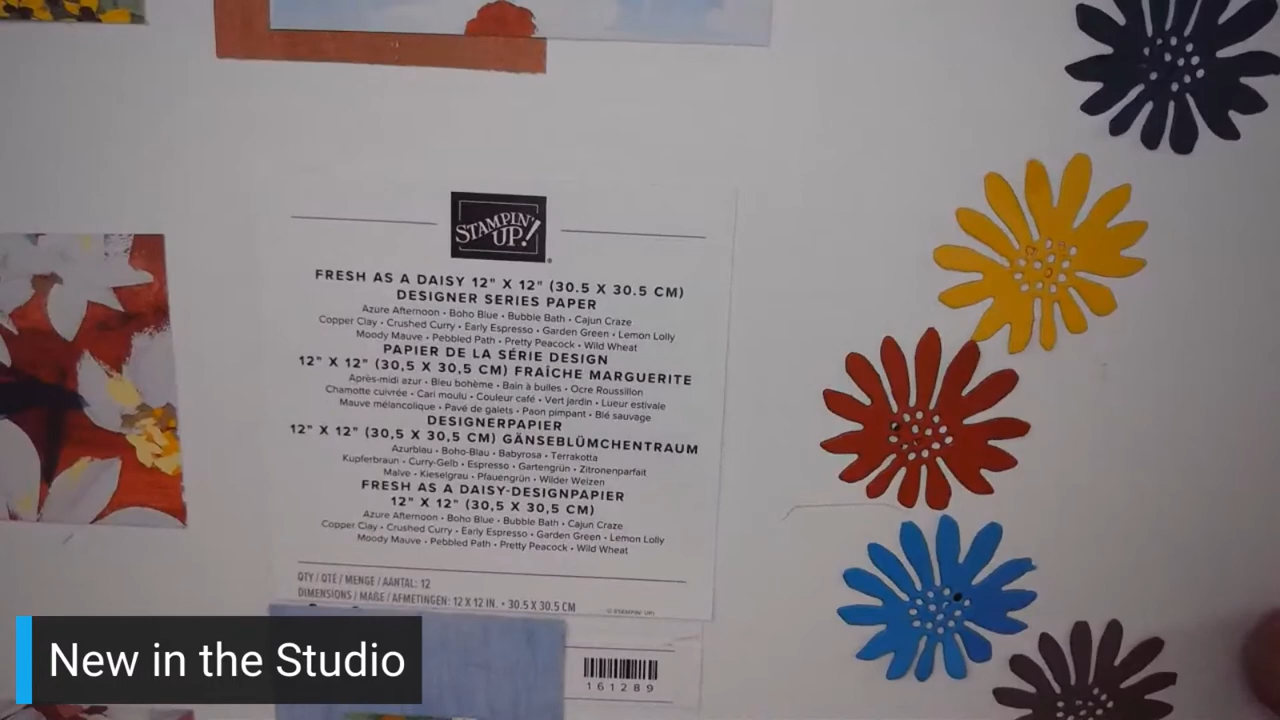 STAMPIN' UP!
FRESH AS A DAISY 12" X 12" (30.5 X 30.5 CM)
DESIGNER SERIES PAPER
Azure Afternoon • Boho Blue • Bubble Bath • Cajun Craze
Copper Clay • Crushed Curry • Early Espresso • Garden Green • Lemon Lolly
Moody Mauve • Pebbled Path • Pretty Peacock • Wild Wheat
PAPIER DE LA SÉRIE DESIGN
12" X 12" (30,5 X 30,5 CM) FRAÎCHE MARGUERITE
Après-midi azur • Bleu bohème • Bain à bulles • Ocre Roussillon
Chamotte cuivrée • Cari moulu • Couleur café • Vert jardin • Lueur estivale
Mauve mélancolique • Pavé de galets • Paon pimpant • Blé sauvage
DESIGNERPAPIER
12" X 12" (30,5 X 30,5 CM) GÄNSEBLÜMCHENTRAUM
Azurblau • Boho-Blau • Babyrosa • Terrakotta
Kupferbraun • Curry-Gelb • Espresso • Gartengrün • Zitronenparfait
Malve • Kieselgrau • Pfauengrün • Wilder Weizen
FRESH AS A DAISY-DESIGNPAPIER
12" X 12" (30,5 X 30,5 CM)
Azure Afternoon • Boho Blue • Bubble Bath • Cajun Craze
Copper Clay • Crushed Curry • Early Espresso • Garden Green • Lemon Lolly
Moody Mauve • Pebbled Path • Pretty Peacock • Wild Wheat
QTY / QTÉ / MENGE / AANTAL: 12
DIMENSIONS / MAßE / AFMETINGEN: 12 X 12 IN. • 30.5 X 30.5 CM
© STAMPIN' UP!
161289
New in the Studio